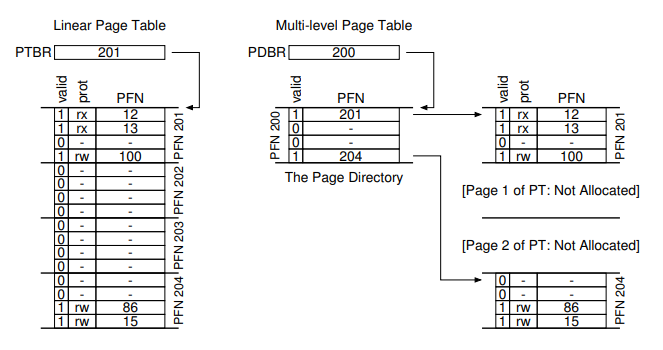 Linear Page Table
PTBR 201
valid prot PFN
1 rx 12
1 rx 13
0 - -
1 rw 100
PFN 201
0 - -
0 - -
0 - -
0 - -
PFN 202
0 - -
0 - -
0 - -
0 - -
PFN 203
0 - -
0 - -
1 rw 86
1 rw 15
PFN 204
Multi-level Page Table
PDBR 200
valid PFN
1 201
0 -
0 -
1 204
PFN 200
The Page Directory
valid prot PFN
1 rx 12
1 rx 13
0 - -
1 rw 100
PFN 201
[Page 1 of PT: Not Allocated]
[Page 2 of PT: Not Allocated]
0 - -
0 - -
1 rw 86
1 rw 15
PFN 204